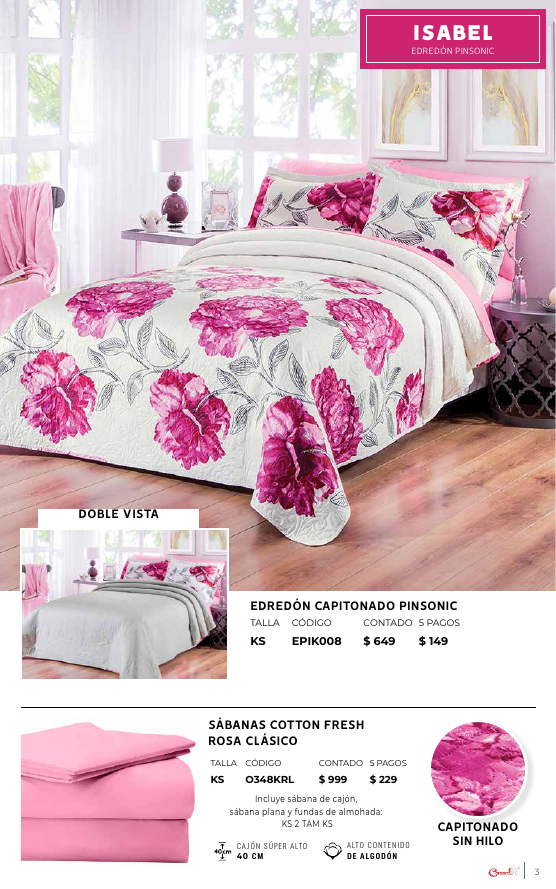 ISABEL
EDREDÓN PINSONIC
DOBLE VISTA
EDREDÓN CAPITONADO PINSONIC
TALLA CÓDIGO CONTADO 5 PAGOS
KS EPIK008 $ 649 $ 149
SÁBANAS COTTON FRESH
ROSA CLÁSICO
TALLA CÓDIGO CONTADO 5 PAGOS
KS O348KRL $ 999 $ 229
Incluye sábana de cajón,
sábana plana y fundas de almohada:
KS 2 TAM KS
40cm CAJÓN SÚPER ALTO
40 CM
ALTO CONTENIDO
DE ALGODÓN
CAPITONADO
SIN HILO
3